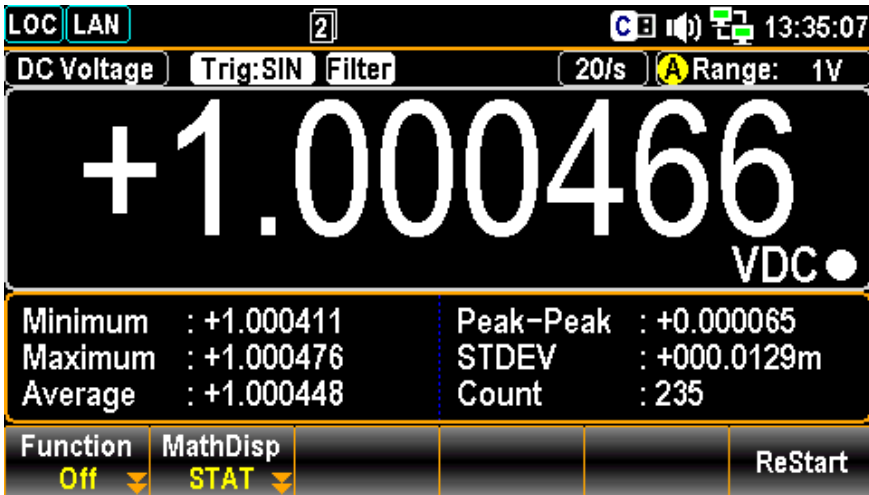 LOC LAN 2 C 13:35:07
DC Voltage Trig:SIN Filter 20/s A Range: 1V
+1.000466
VDC
Minimum : +1.000411 Peak-Peak : +0.000065
Maximum : +1.000476 STDEV : +000.0129m
Average : +1.000448 Count : 235
Function MathDisp ReStart
Off STAT